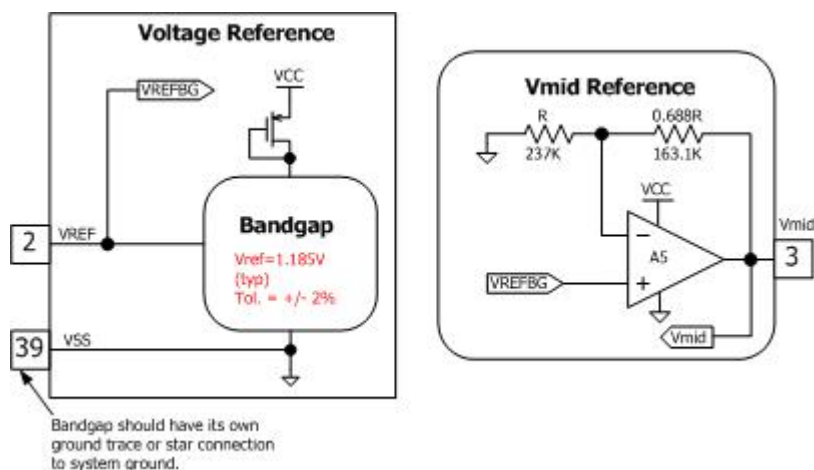 Voltage Reference
VREFBG
VCC
2
VREF
Bandgap
Vref=1.185V
(typ)
Tol. = +/- 2%
39
VSS
Bandgap should have its own
ground trace or star connection
to system ground.
Vmid Reference
R
0.688R
237K
163.1K
VCC
Vmid
3
A5
VREFBG
Vmid